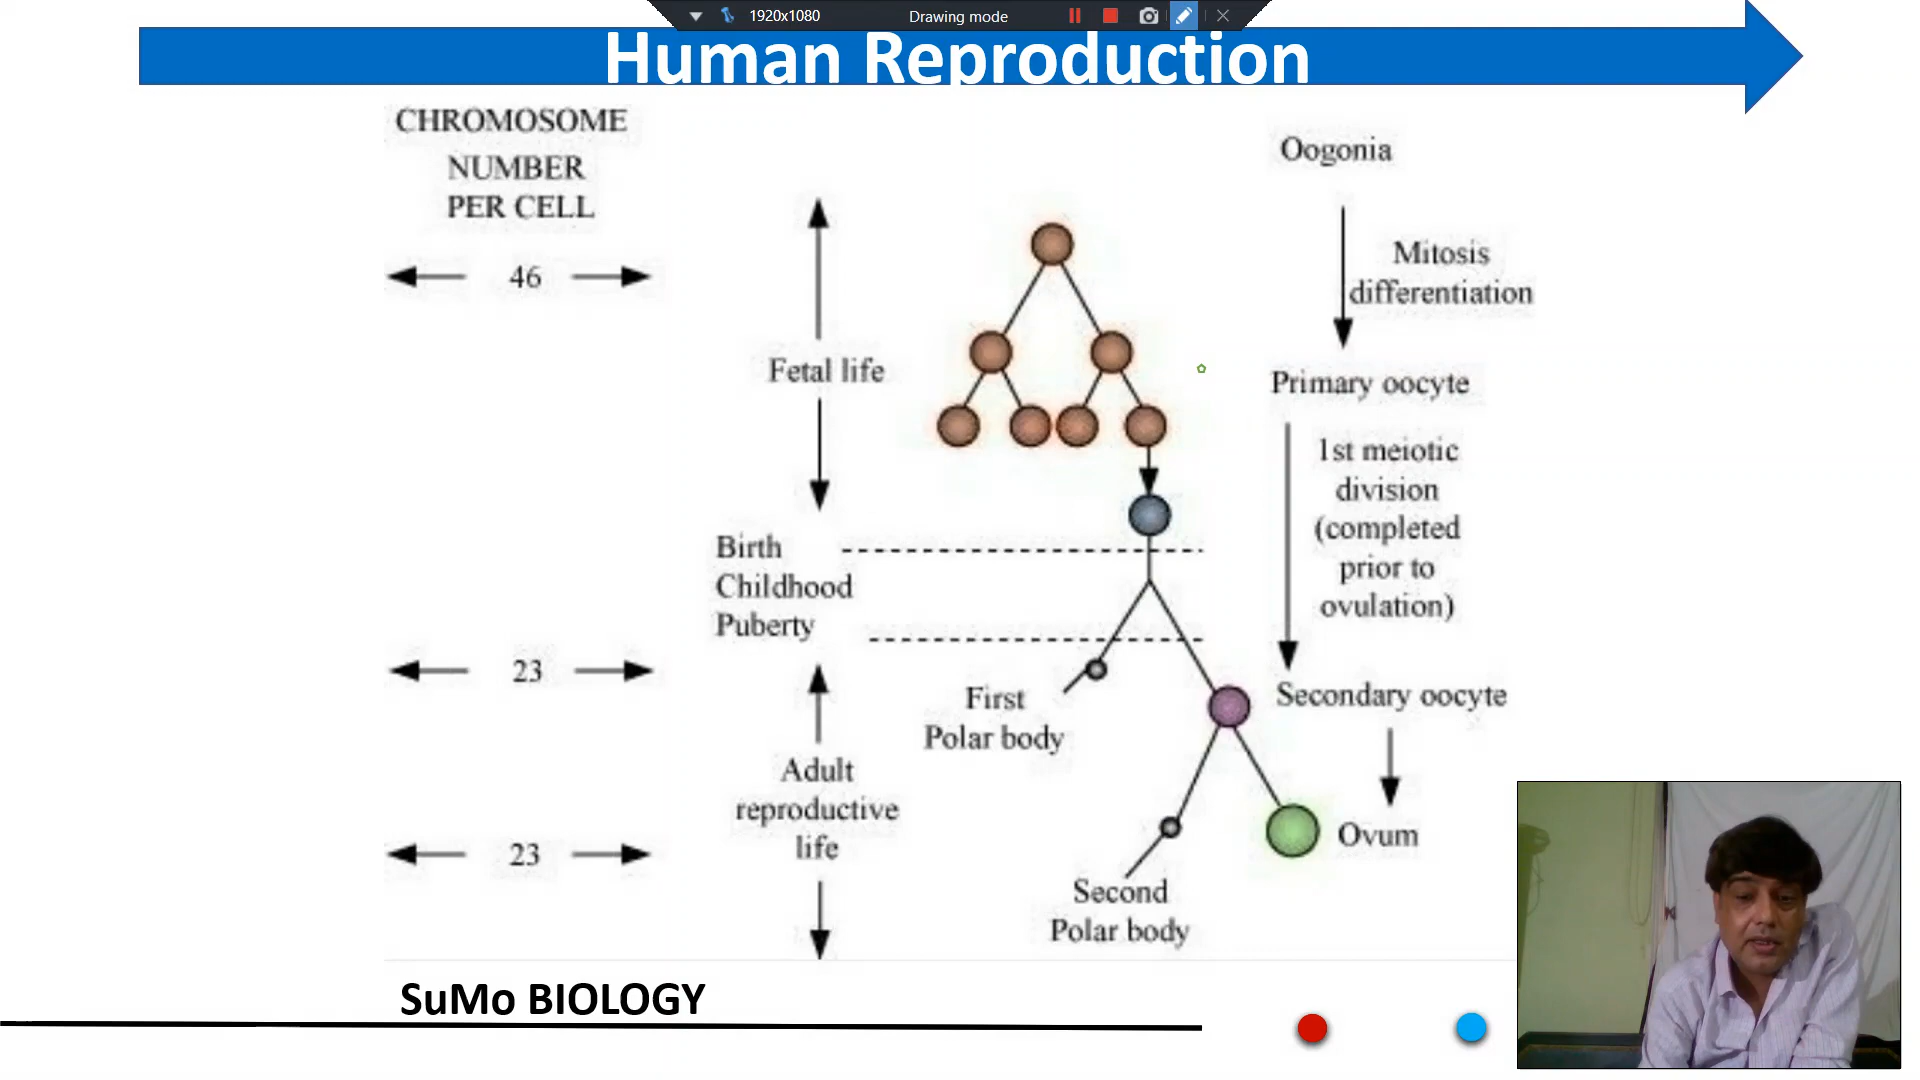 1920x1080
Drawing mode
Human Reproduction
CHROMOSOME
NUMBER
PER CELL
46
23
23
Fetal life
Birth
Childhood
Puberty
Adult
reproductive
life
First
Polar body
Second
Polar body
Oogonia
Mitosis
differentiation
Primary oocyte
1st meiotic
division
(completed
prior to
ovulation)
Secondary oocyte
Ovum
SuMo BIOLOGY